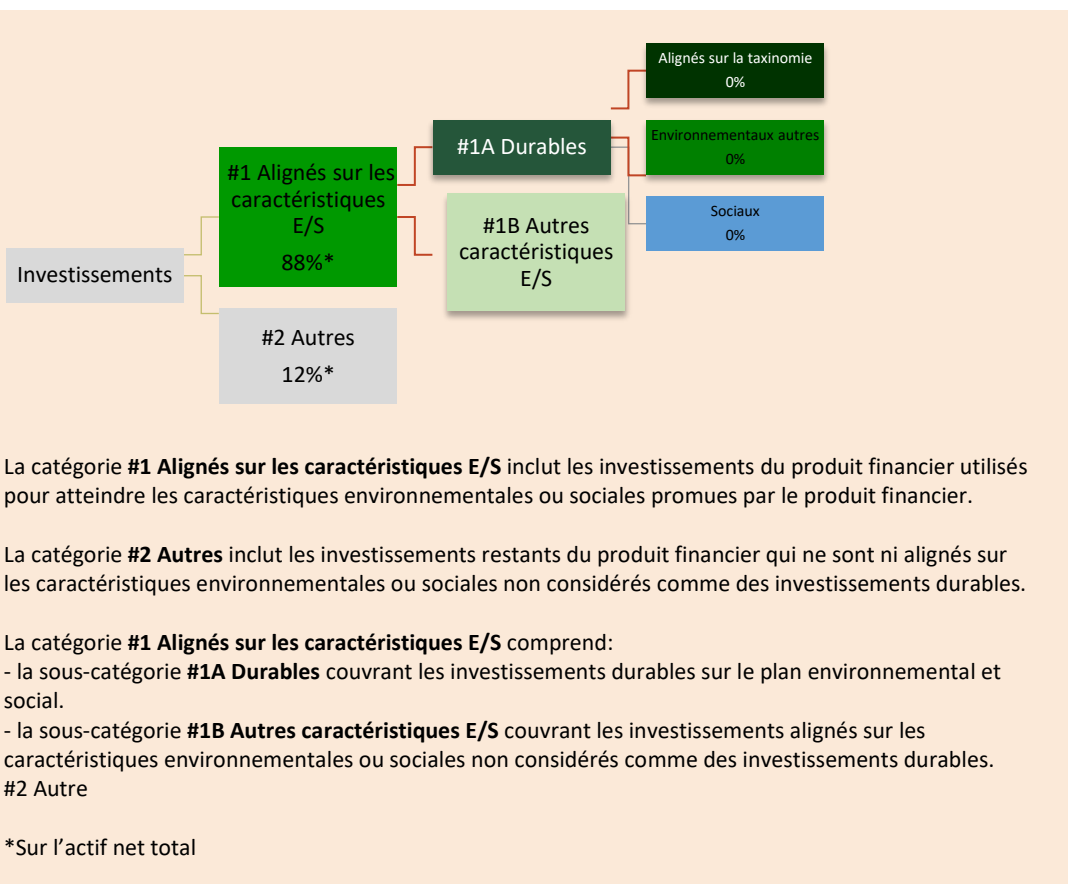 Investissements
#1 Alignés sur les
caractéristiques
E/S
88%*
#2 Autres
12%*
#1A Durables
#1B Autres
caractéristiques
E/S
Alignés sur la taxinomie
0%
Environnementaux autres
0%
Sociaux
0%
La catégorie #1 Alignés sur les caractéristiques E/S inclut les investissements du produit financier utilisés
pour atteindre les caractéristiques environnementales ou sociales promues par le produit financier.
La catégorie #2 Autres inclut les investissements restants du produit financier qui ne sont ni alignés sur
les caractéristiques environnementales ou sociales non considérés comme des investissements durables.
La catégorie #1 Alignés sur les caractéristiques E/S comprend:
- la sous-catégorie #1A Durables couvrant les investissements durables sur le plan environnemental et
social.
- la sous-catégorie #1B Autres caractéristiques E/S couvrant les investissements alignés sur les
caractéristiques environnementales ou sociales non considérés comme des investissements durables.
#2 Autre
*Sur l’actif net total